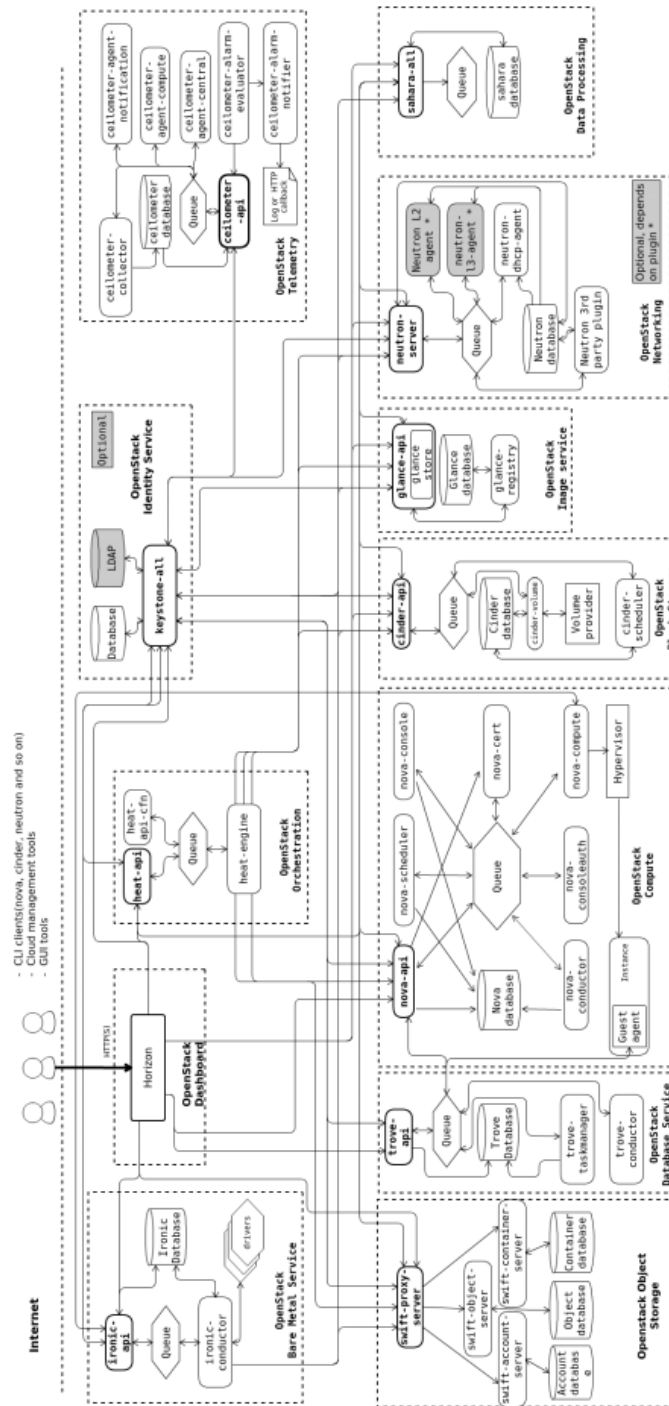 Internet
- CLI clients(nova, cinder, neutron and so on)
- Cloud management tools
- GUI tools
HTTP(S)
ironic-
api
Queue
Ironic
Database
ironic-
conductor
drivers
OpenStack
Bare Metal Service
Horizon
OpenStack
Dashboard
heat-api
heat-
api-cfn
Queue
heat-engine
OpenStack
Orchestration
Database
LDAP
keystone-all
Optional
OpenStack
Identity Service
ceilometer-
collector
ceilometer-agent-
notification
ceilometer-
agent-compute
ceilometer-
agent-central
ceilometer-alarm-
evaluator
ceilometer-alarm-
notifier
ceilometer
database
Queue
ceilometer
-api
Log or HTTP
callback
OpenStack
Telemetry
swift-proxy-
server
swift-account-
server
swift-object-
server
swift-container-
server
Account
databas
e
Object
database
Container
database
Openstack Object
Storage
trove-
api
Queue
Trove
Database
trove-
taskmanager
trove-
conductor
OpenStack
Database Service
nova-api
nova-scheduler
nova-console
nova-cert
Queue
Nova
database
nova-
conductor
nova-
consoleauth
nova-compute
Hypervisor
Instance
Guest
agent
OpenStack
Compute
cinder-api
Queue
Cinder
database
cinder-volume
Volume
provider
cinder-
scheduler
OpenStack
glance-api
glance
store
Glance
database
glance-
registry
OpenStack
Image service
neutron-
server
Neutron L2
agent *
neutron-
l3-agent *
neutron-
dhcp-agent
Queue
Neutron
database
Neutron 3rd
party plugin
Optional, depends
on plugin *
OpenStack
Networking
sahara-all
Queue
sahara
database
OpenStack
Data Processing